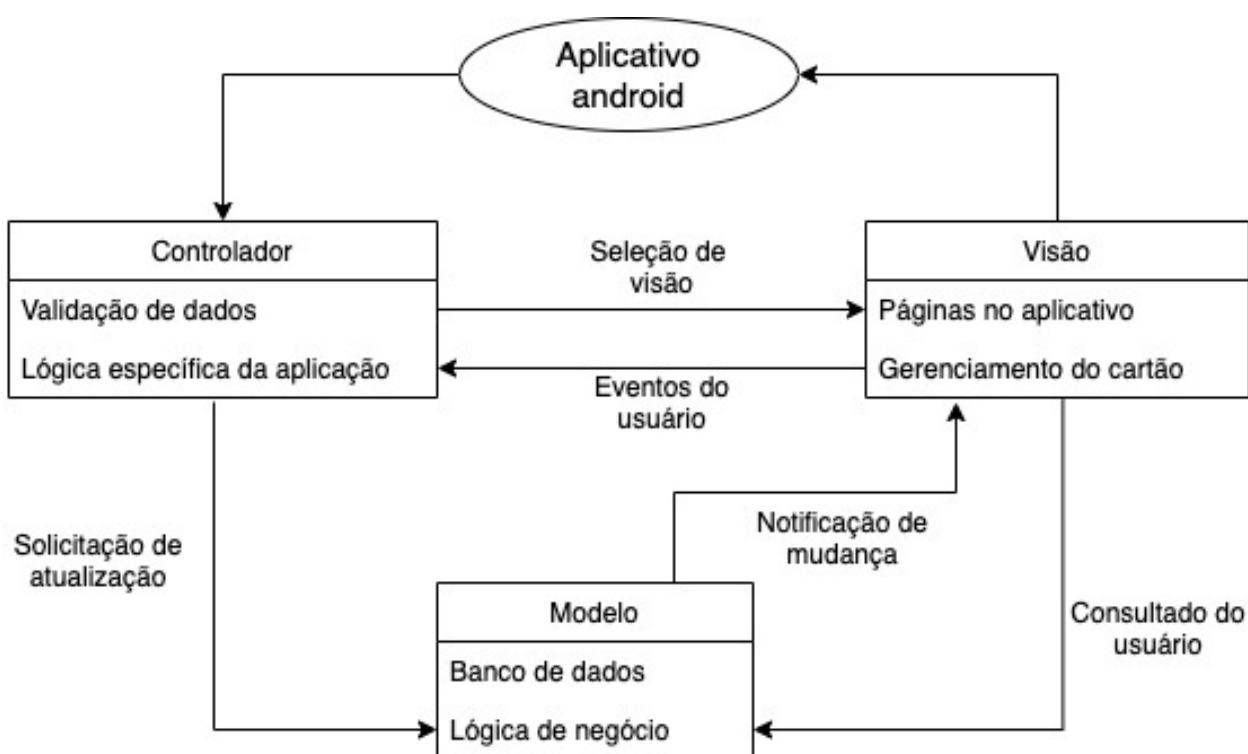 Aplicativo
android
Controlador
Validação de dados
Lógica específica da aplicação
Seleção de
visão
Eventos do
usuário
Visão
Páginas no aplicativo
Gerenciamento do cartão
Solicitação de
atualização
Notificação de
mudança
Consultado do
usuário
Modelo
Banco de dados
Lógica de negócio